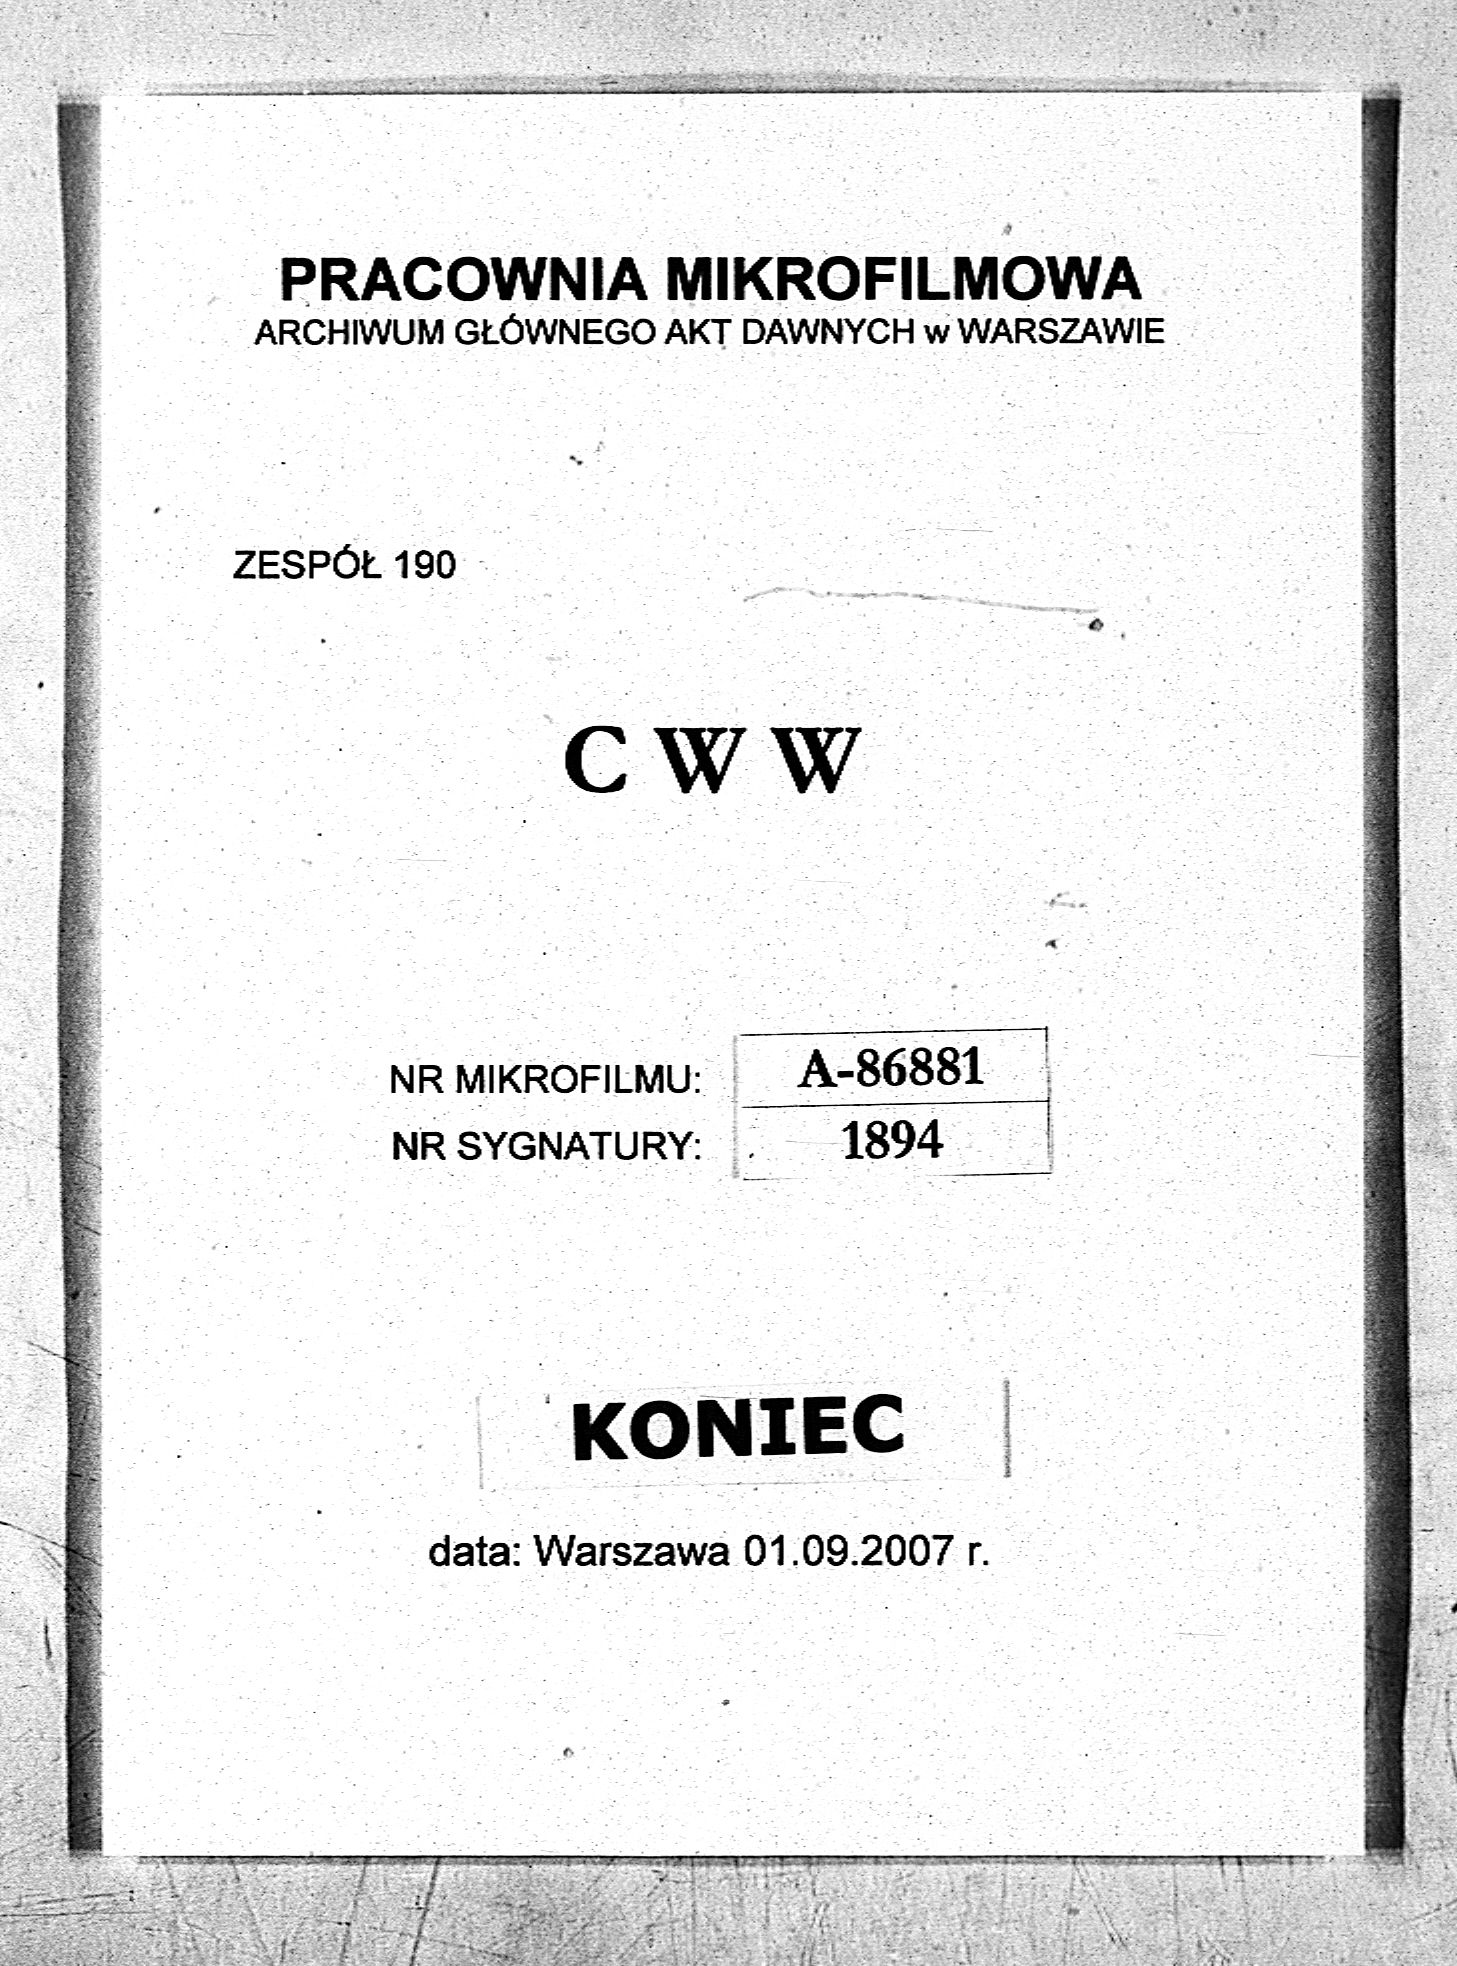 PRACOWNIA MIKROFILMOWA
ARCHIWUM GŁÓWNEGO AKT DAWNYCH w WARSZAWIE
ZESPÓŁ 190
C W W
NR MIKROFILMU: A-86881
NR SYGNATURY: 1894
KONIEC
data: Warszawa 01.09.2007 r.